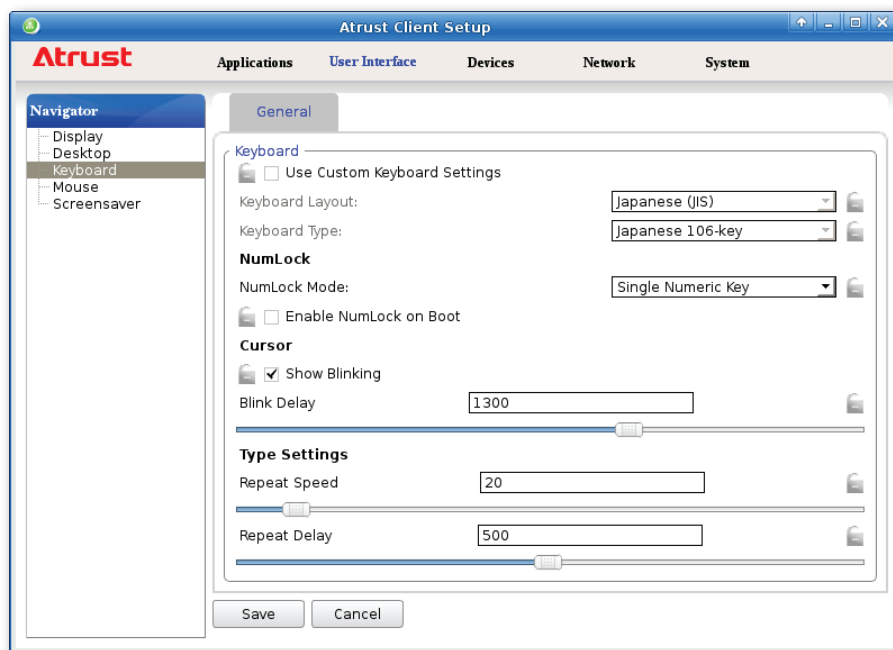 Atrust Client Setup
Atrust
Applications
User Interface
Devices
Network
System
Navigator
Display
Desktop
Keyboard
Mouse
Screensaver
General
Keyboard
Use Custom Keyboard Settings
Keyboard Layout:
Japanese (JIS)
Keyboard Type:
Japanese 106-key
NumLock
NumLock Mode:
Single Numeric Key
Enable NumLock on Boot
Cursor
Show Blinking
Blink Delay
1300
Type Settings
Repeat Speed
20
Repeat Delay
500
Save
Cancel